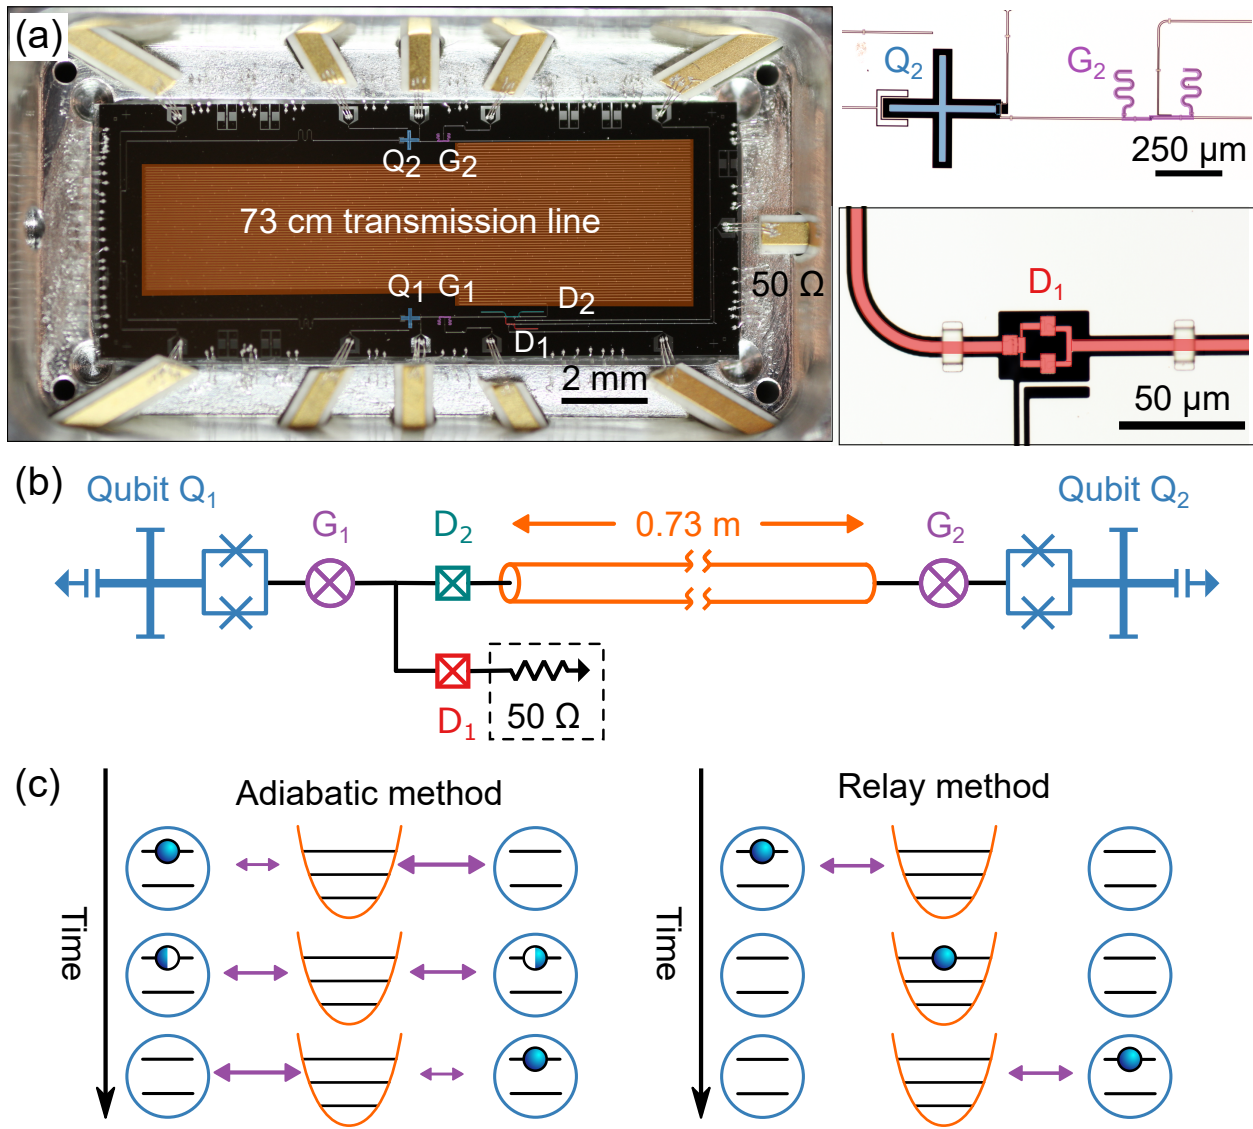 (a)
Q2
G2
73 cm transmission line
Q1
G1
D2
D1
50 Ω
2 mm
Q2
G2
250 μm
D1
50 μm
(b)
Qubit Q1
G1
D2
0.73 m
G2
Qubit Q2
D1
50 Ω
(c)
Adiabatic method
Time
Relay method
Time